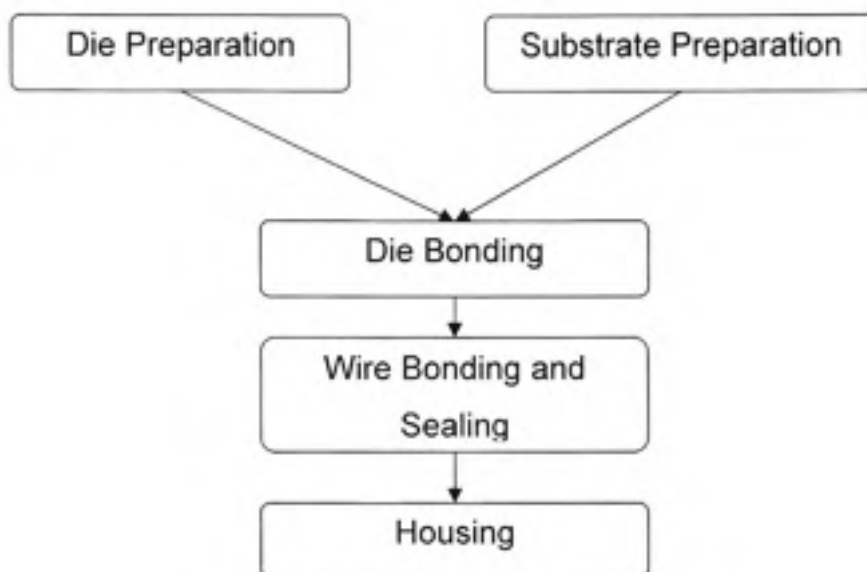 Die Preparation
Substrate Preparation
Die Bonding
Wire Bonding and
Sealing
Housing